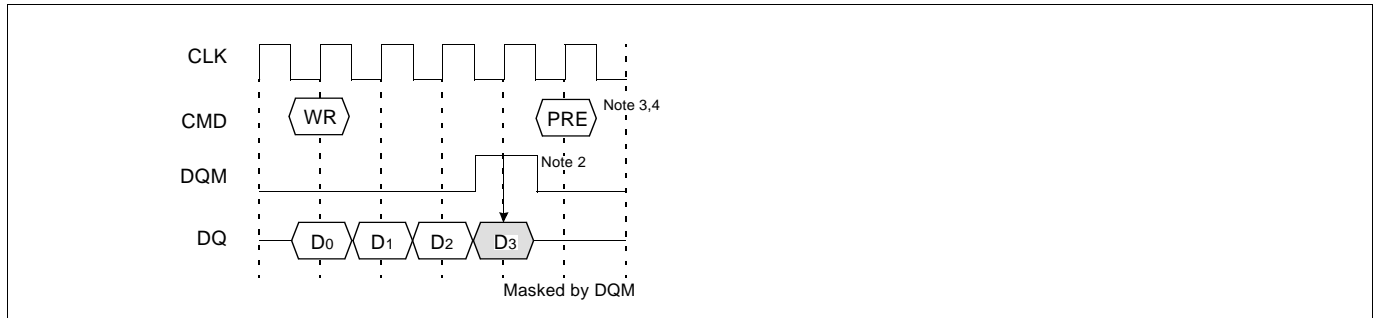 CLK
CMD WR PRE Note 3,4
DQM Note 2
DQ D0 D1 D2 D3
Masked by DQM